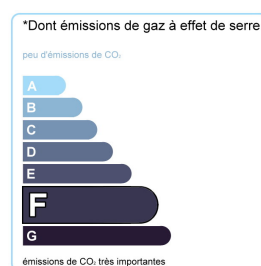 *Dont émissions de gaz à effet de serre
peu d'émissions de CO₂
A
B
C
D
E
F
G
émissions de CO₂ très importantes